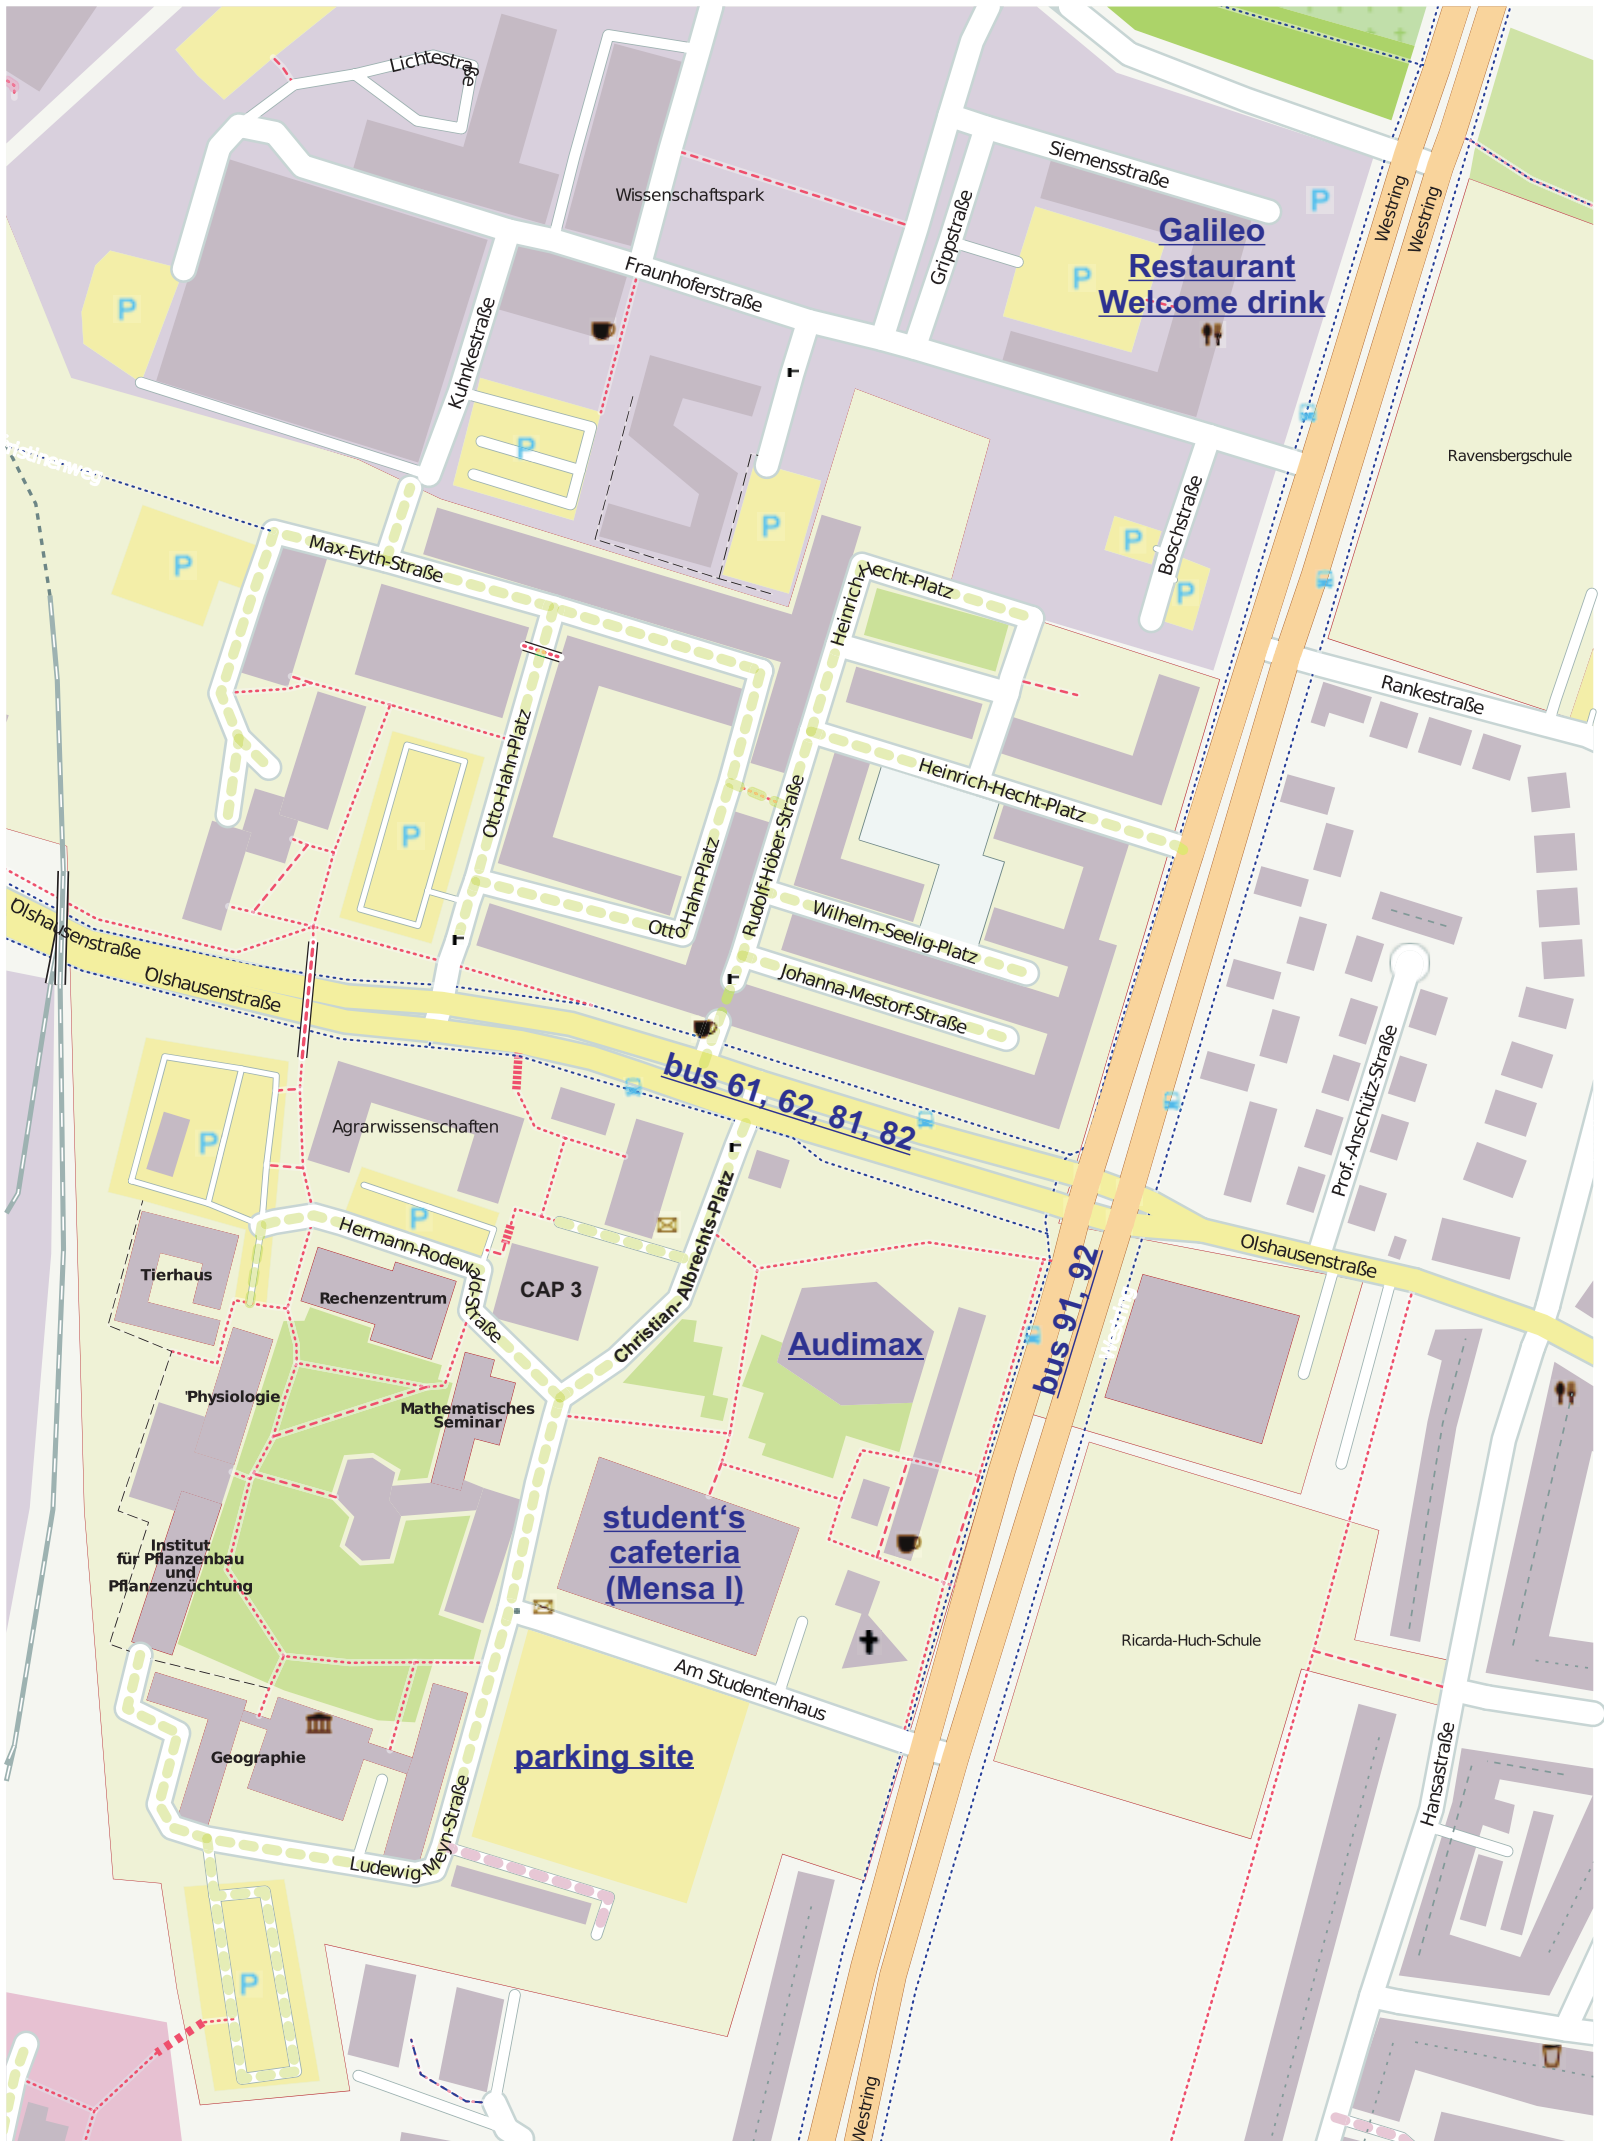 Lichtestraße
Wissenschaftspark
Siemensstraße
P
Westring
Westring
Grippstraße
Galileo
Restaurant
Welcome drink
P
P
Fraunhoferstraße
Kuhnkestraße
P
Ravensbergschule
P
Boschstraße
P
P
P
Max-Eyth-Straße
Heinrich-Hecht-Platz
Rankestraße
Otto-Hahn-Platz
P
Rudolf-Höber-Straße
Heinrich-Hecht-Platz
Otto-Hahn-Platz
Wilhelm-Seelig-Platz
Johanna-Mestorf-Straße
Olshausenstraße
Olshausenstraße
bus 61, 62, 81, 82
Prof.-Anschütz-Straße
Agrarwissenschaften
P
P
Hermann-Rodewald-Straße
Christian-Albrechts-Platz
Olshausenstraße
Tierhaus
Rechenzentrum
CAP 3
Audimax
bus 91, 92
Physiologie
Mathematisches
Seminar
student‘s
cafeteria
(Mensa I)
Institut
für Pflanzenbau
und
Pflanzenzüchtung
Ricarda-Huch-Schule
Am Studentenhaus
Geographie
parking site
Hansastraße
Ludewig-Meyn-Straße
P
Westring